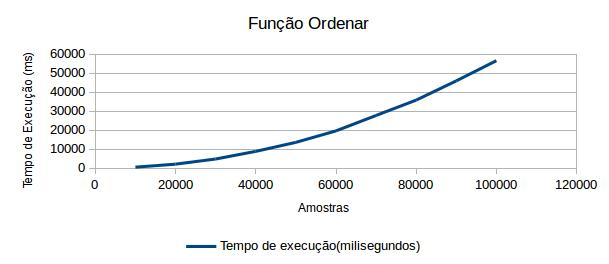 Função Ordenar
Tempo de Execução (ms)
60000
50000
40000
30000
20000
10000
0
0 20000 40000 60000 80000 100000 120000
Amostras
Tempo de execução(milisegundos)